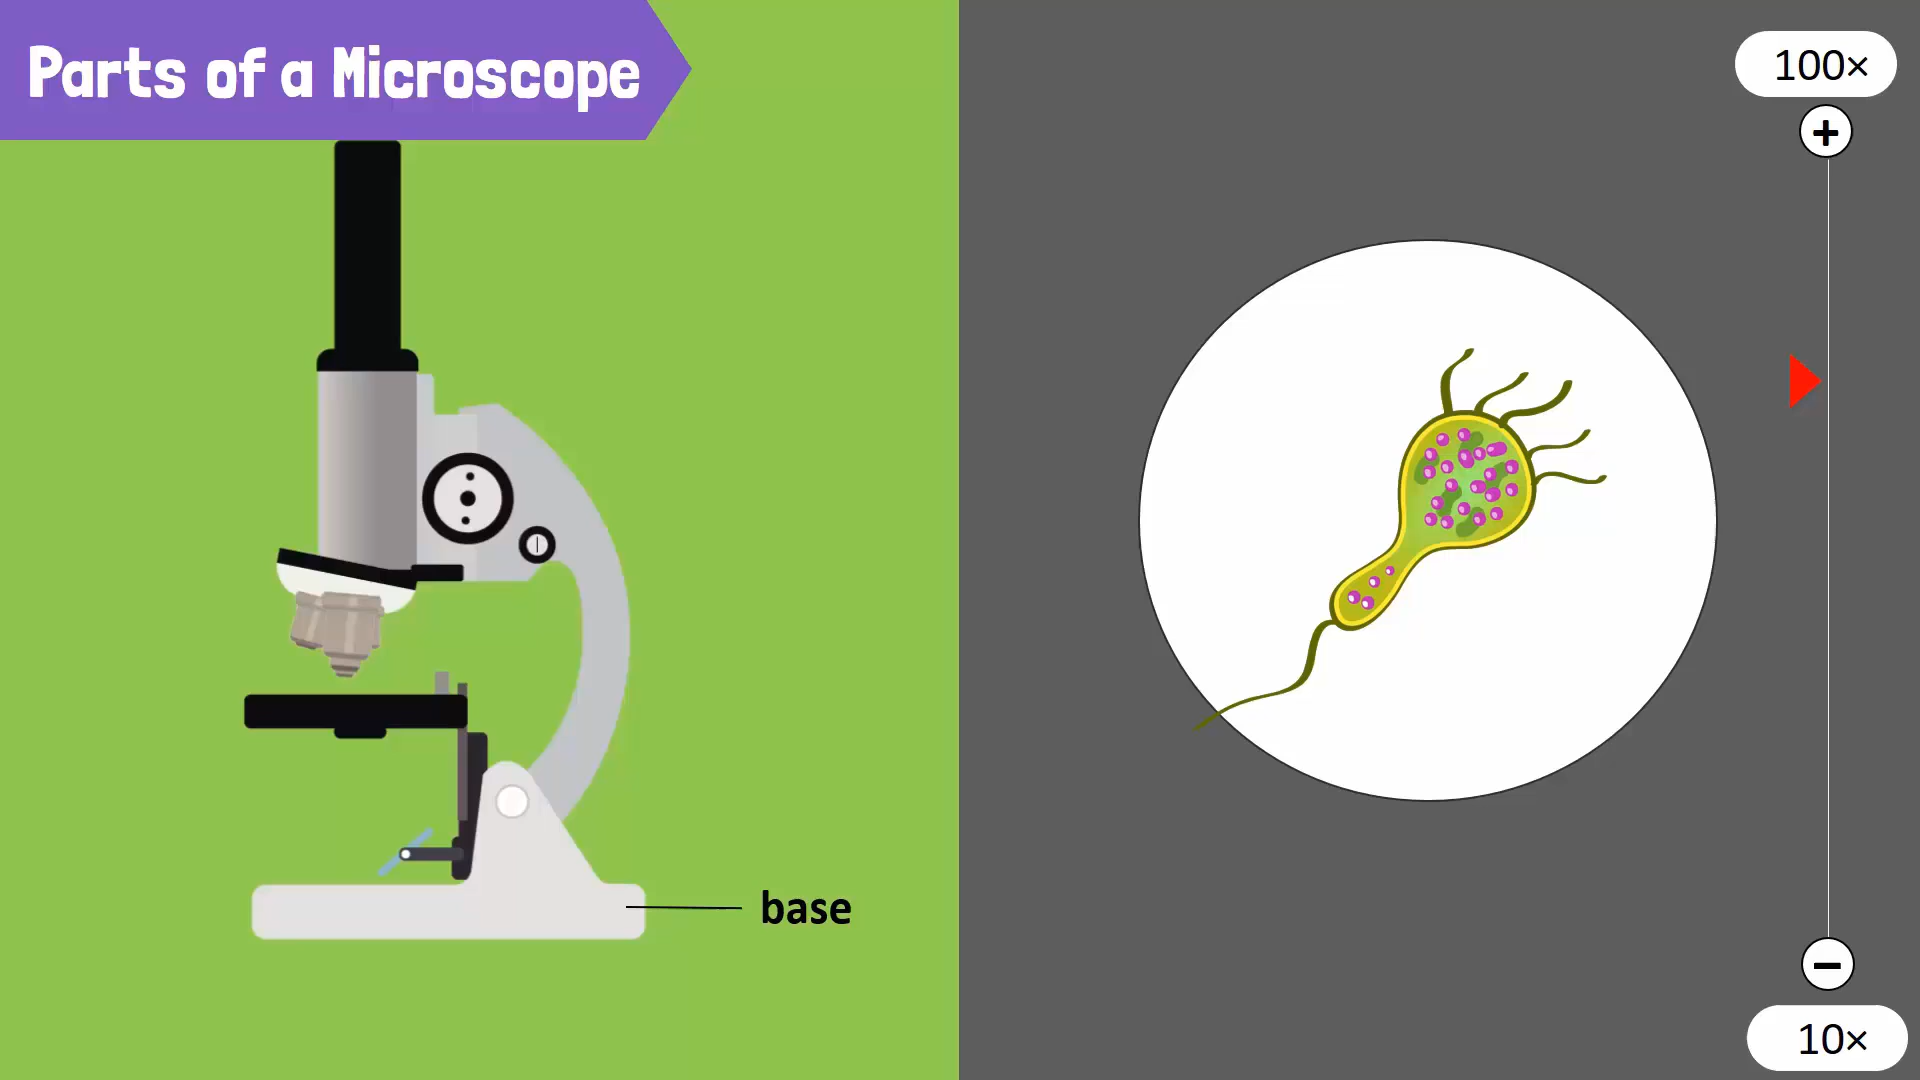 Parts of a Microscope
base
100×
+
−
10×